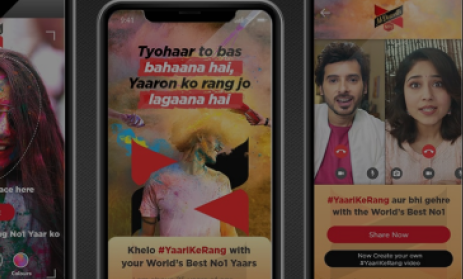 ace here
ng No1 Yaar ko
Colours
Tyohaar to bas
bahaana hai,
Yaaron ko rang jo
lagaana hai
Khelo #YaariKeRang with
your World's Best No1 Yaars
#YaariKeRang aur bhi gehre
with the World's Best No1
Share Now
Now Create your own
#YaariKeRang video